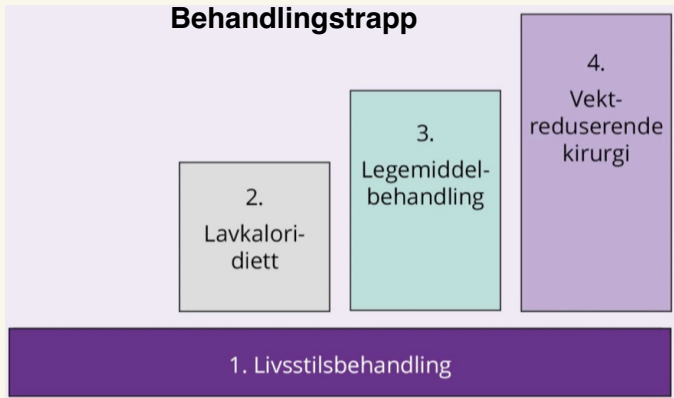 Behandlingstrapp
4.
Vekt-
reduserende
kirurgi
3.
Legemiddel-
behandling
2.
Lavkalori-
diett
1. Livsstilsbehandling